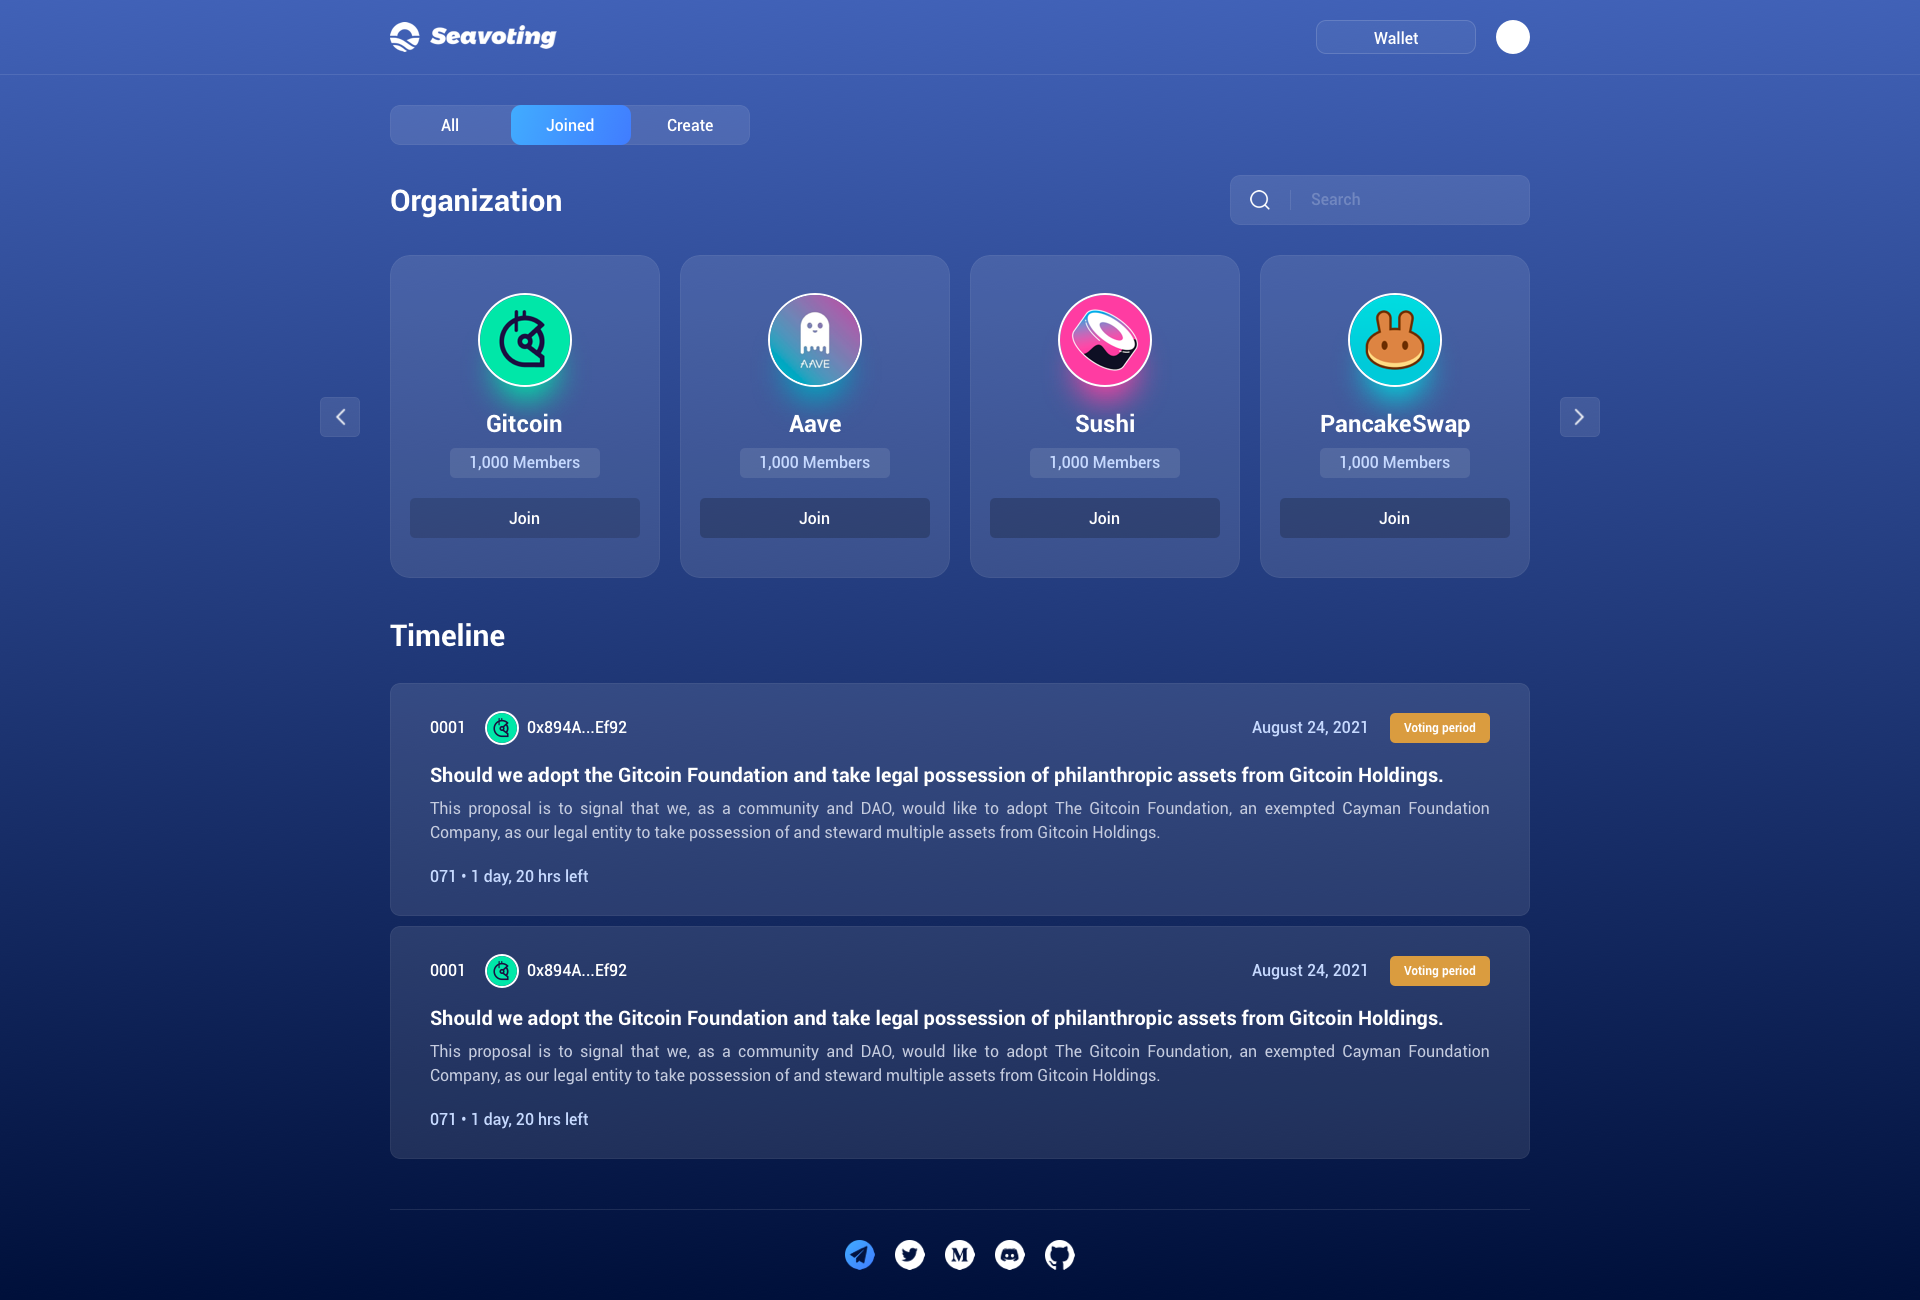 Seavoting
Wallet
All
Joined
Create
Organization
Search
AAVE
Gitcoin
Aave
Sushi
PancakeSwap
1,000 Members
1,000 Members
1,000 Members
1,000 Members
Join
Join
Join
Join
Timeline
0001 0x894A...Ef92 August 24, 2021 Voting period
Should we adopt the Gitcoin Foundation and take legal possession of philanthropic assets from Gitcoin Holdings.
This proposal is to signal that we, as a community and DAO, would like to adopt The Gitcoin Foundation, an exempted Cayman Foundation
Company, as our legal entity to take possession of and steward multiple assets from Gitcoin Holdings.
071 • 1 day, 20 hrs left
0001 0x894A...Ef92 August 24, 2021 Voting period
Should we adopt the Gitcoin Foundation and take legal possession of philanthropic assets from Gitcoin Holdings.
This proposal is to signal that we, as a community and DAO, would like to adopt The Gitcoin Foundation, an exempted Cayman Foundation
Company, as our legal entity to take possession of and steward multiple assets from Gitcoin Holdings.
071 • 1 day, 20 hrs left
M